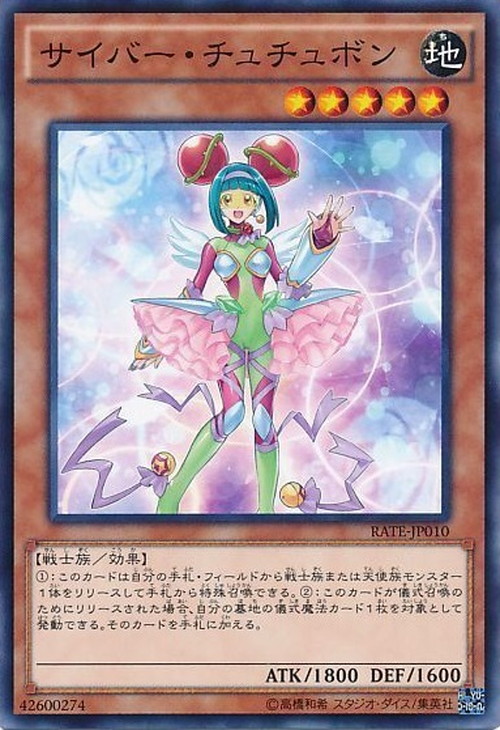 サイバー・チュチュボン
地
RATE-JP010
【戦士族／効果】
①:このカードは自分の手札・フィールドから戦士族または天使族モンスター
1体をリリースして手札から特殊召喚できる。②:このカードが儀式召喚の
ためにリリースされた場合、自分の墓地の儀式魔法カード1枚を対象として
発動できる。そのカードを手札に加える。
ATK/1800 DEF/1600
42600274
©高橋和希 スタジオ・ダイス/集英社